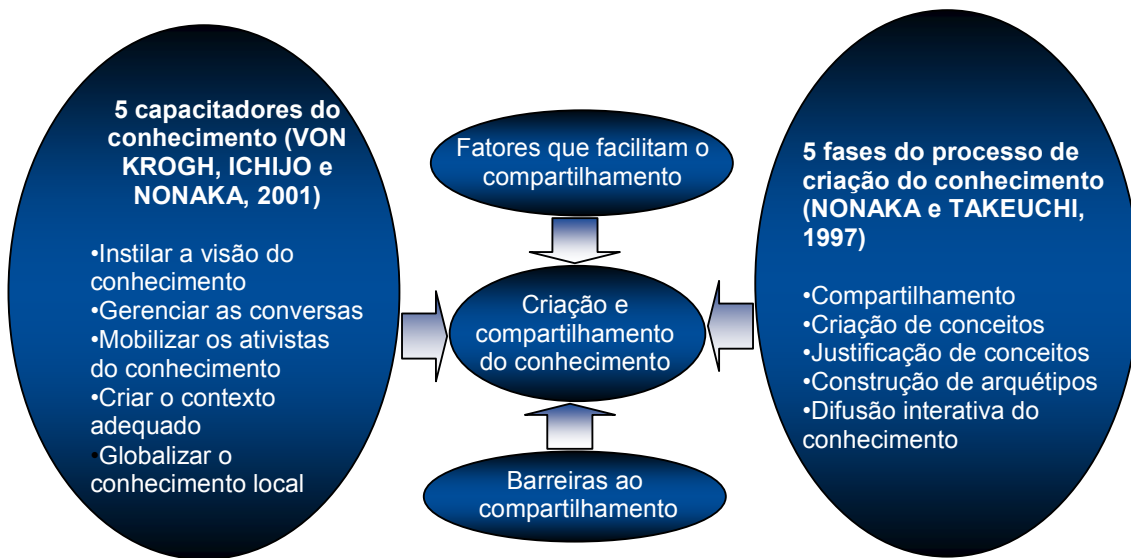 5 capacitadores do
conhecimento (VON
KROGH, ICHIJO e
NONAKA, 2001)
•Instilar a visão do
conhecimento
•Gerenciar as conversas
•Mobilizar os ativistas
do conhecimento
•Criar o contexto
adequado
•Globalizar o
conhecimento local
Fatores que facilitam o
compartilhamento
Criação e
compartilhamento
do conhecimento
Barreiras ao
compartilhamento
5 fases do processo de
criação do conhecimento
(NONAKA e TAKEUCHI,
1997)
•Compartilhamento
•Criação de conceitos
•Justificação de conceitos
•Construção de arquétipos
•Difusão interativa do
conhecimento